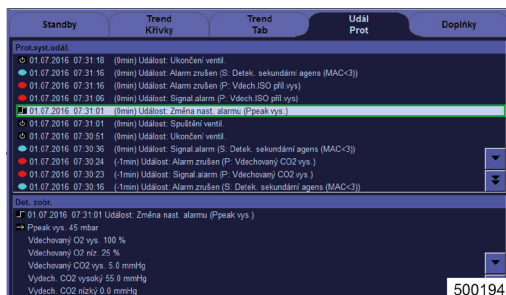 Standby
Trend
Křivky
Trend
Tab
Udál
Prot
Doplňky
Prot.syst.udál.
01.07.2016 07:31:18 (0min) Událost: Ukončení ventil.
01.07.2016 07:31:16 (0min) Událost: Alarm zrušen (S: Detek. sekundární agens (MAC<3))
01.07.2016 07:31:16 (0min) Událost: Alarm zrušen (P: Vdech.ISO příl.vys)
01.07.2016 07:31:06 (0min) Událost: Signal.alarm (P: Vdech.ISO příl.vys)
01.07.2016 07:31:01 (0min) Událost: Změna nast. alarmu (Ppeak vys.)
01.07.2016 07:31:01 (0min) Událost: Spuštění ventil.
01.07.2016 07:30:51 (0min) Událost: Ukončení ventil.
01.07.2016 07:30:36 (0min) Událost: Signal.alarm (S: Detek. sekundární agens (MAC<3))
01.07.2016 07:30:24 (-1min) Událost: Alarm zrušen (P: Vdechovaný CO2 vys.)
01.07.2016 07:30:23 (-1min) Událost: Signal.alarm (P: Vdechovaný CO2 vys.)
01.07.2016 07:30:16 (-1min) Událost: Alarm zrušen (S: Detek. sekundární agens (MAC<3))
Det. zobr.
01.07.2016 07:31:01 Událost: Změna nast. alarmu (Ppeak vys.)
Ppeak vys. 45 mbar
Vdechovaný O2 vys. 100 %
Vdechovaný O2 níz. 25 %
Vdechovaný CO2 vys. 5.0 mmHg
Vydech. CO2 vysoký 55.0 mmHg
Vydech. CO2 nízký 0.0 mmHg
500194